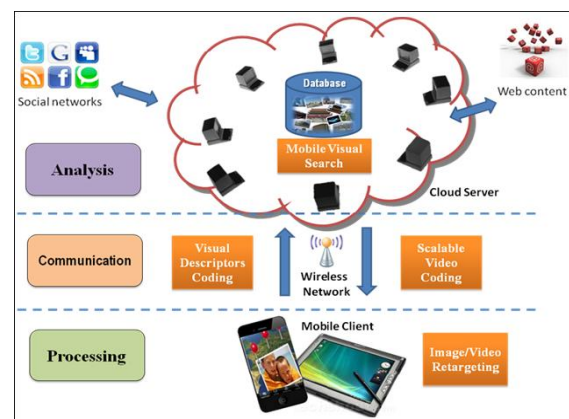 Social networks
Database
Mobile Visual
Search
Web content
Analysis
Cloud Server
Communication
Visual
Descriptors
Coding
Wireless
Network
Scalable
Video
Coding
Processing
Mobile Client
Image/Video
Retargeting